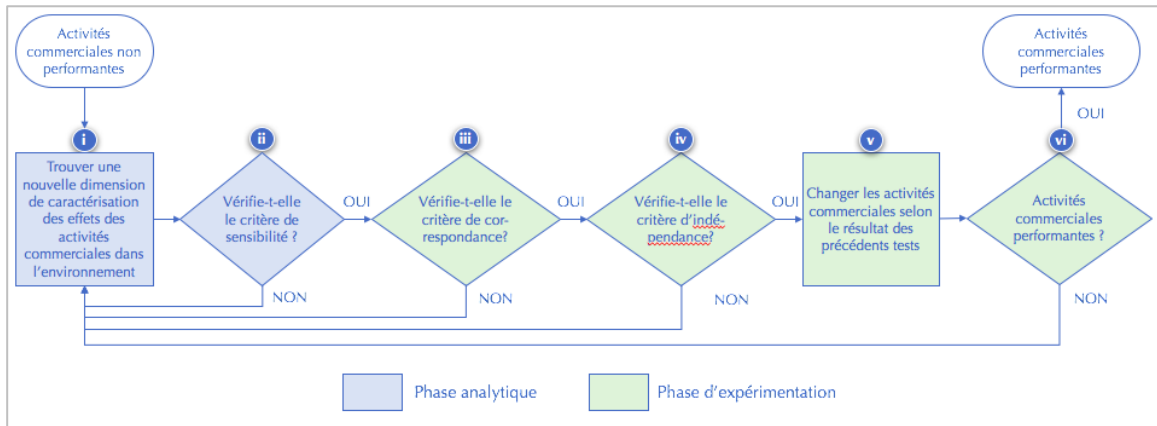 Activités
commerciales non
performantes
Activités
commerciales
performantes
OUI
i
ii
iii
iv
v
vi
Trouver une
nouvelle dimension
de caractérisation
des effets des
activités
commerciales dans
l'environnement
Vérifie-t-elle
le critère de
sensibilité ?
OUI
Vérifie-t-elle le
critère de cor-
respondance?
OUI
Vérifie-t-elle le
critère d'indé-
pendance?
OUI
Changer les activités
commerciales selon
le résultat des
précédents tests
Activités
commerciales
performantes ?
NON
NON
NON
NON
Phase analytique
Phase d'expérimentation